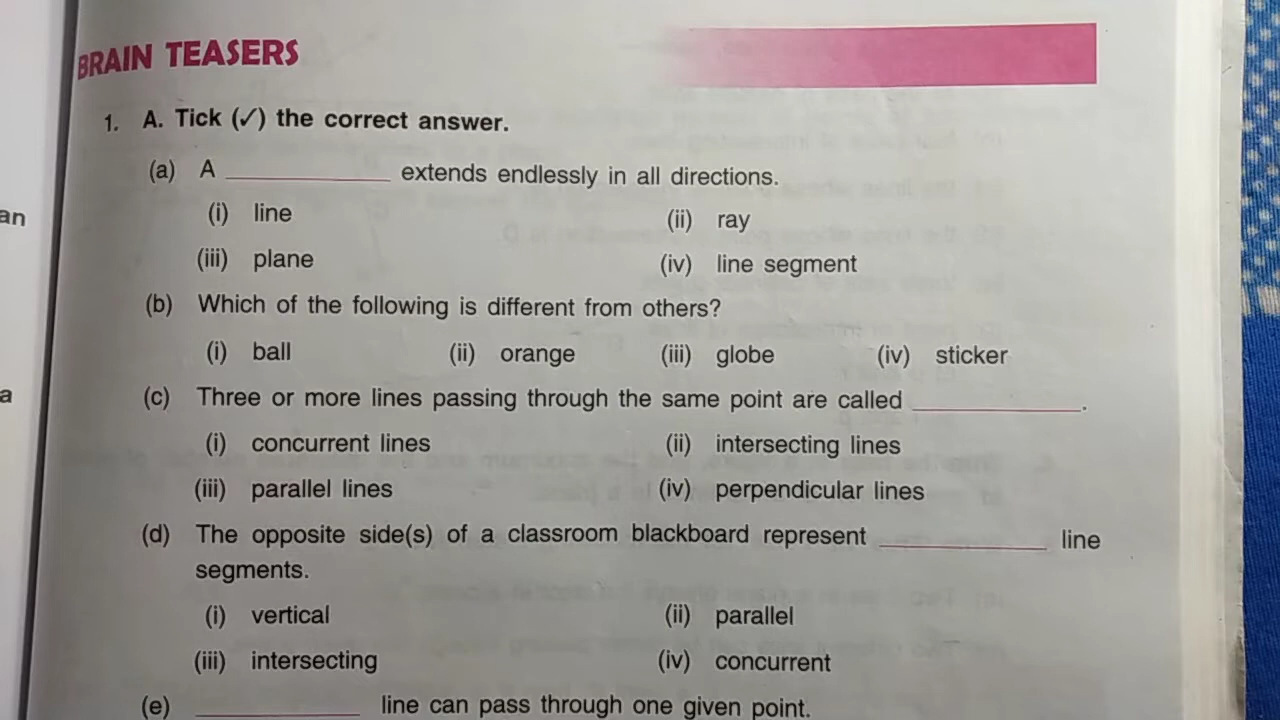 BRAIN TEASERS
1. A. Tick (✓) the correct answer.
(a) A ____________ extends endlessly in all directions.
(i) line (ii) ray
an
(iii) plane (iv) line segment
(b) Which of the following is different from others?
(i) ball (ii) orange (iii) globe (iv) sticker
a
(c) Three or more lines passing through the same point are called ____________.
(i) concurrent lines (ii) intersecting lines
(iii) parallel lines (iv) perpendicular lines
(d) The opposite side(s) of a classroom blackboard represent ____________ line
segments.
(i) vertical (ii) parallel
(iii) intersecting (iv) concurrent
(e) ____________ line can pass through one given point.